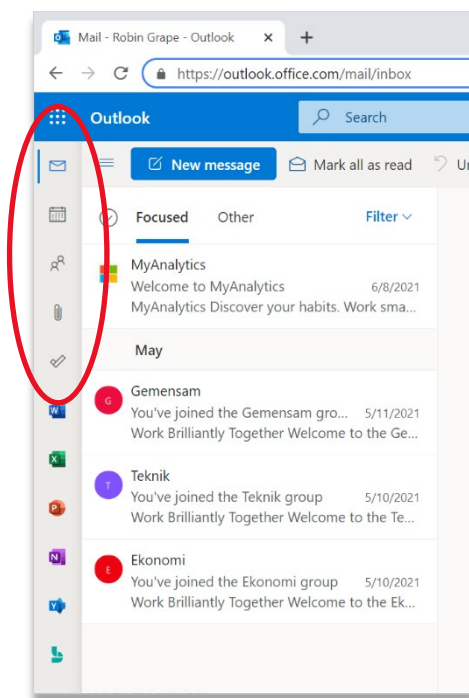 Mail - Robin Grape - Outlook
https://outlook.office.com/mail/inbox
Outlook
Search
New message
Mark all as read
Un
Focused
Other
Filter
MyAnalytics
Welcome to MyAnalytics 6/8/2021
MyAnalytics Discover your habits. Work sma...
May
G
Gemensam
You've joined the Gemensam gro... 5/11/2021
Work Brilliantly Together Welcome to the Ge...
T
Teknik
You've joined the Teknik group 5/10/2021
Work Brilliantly Together Welcome to the Te...
E
Ekonomi
You've joined the Ekonomi group 5/10/2021
Work Brilliantly Together Welcome to the Ek...
W
X
P
N